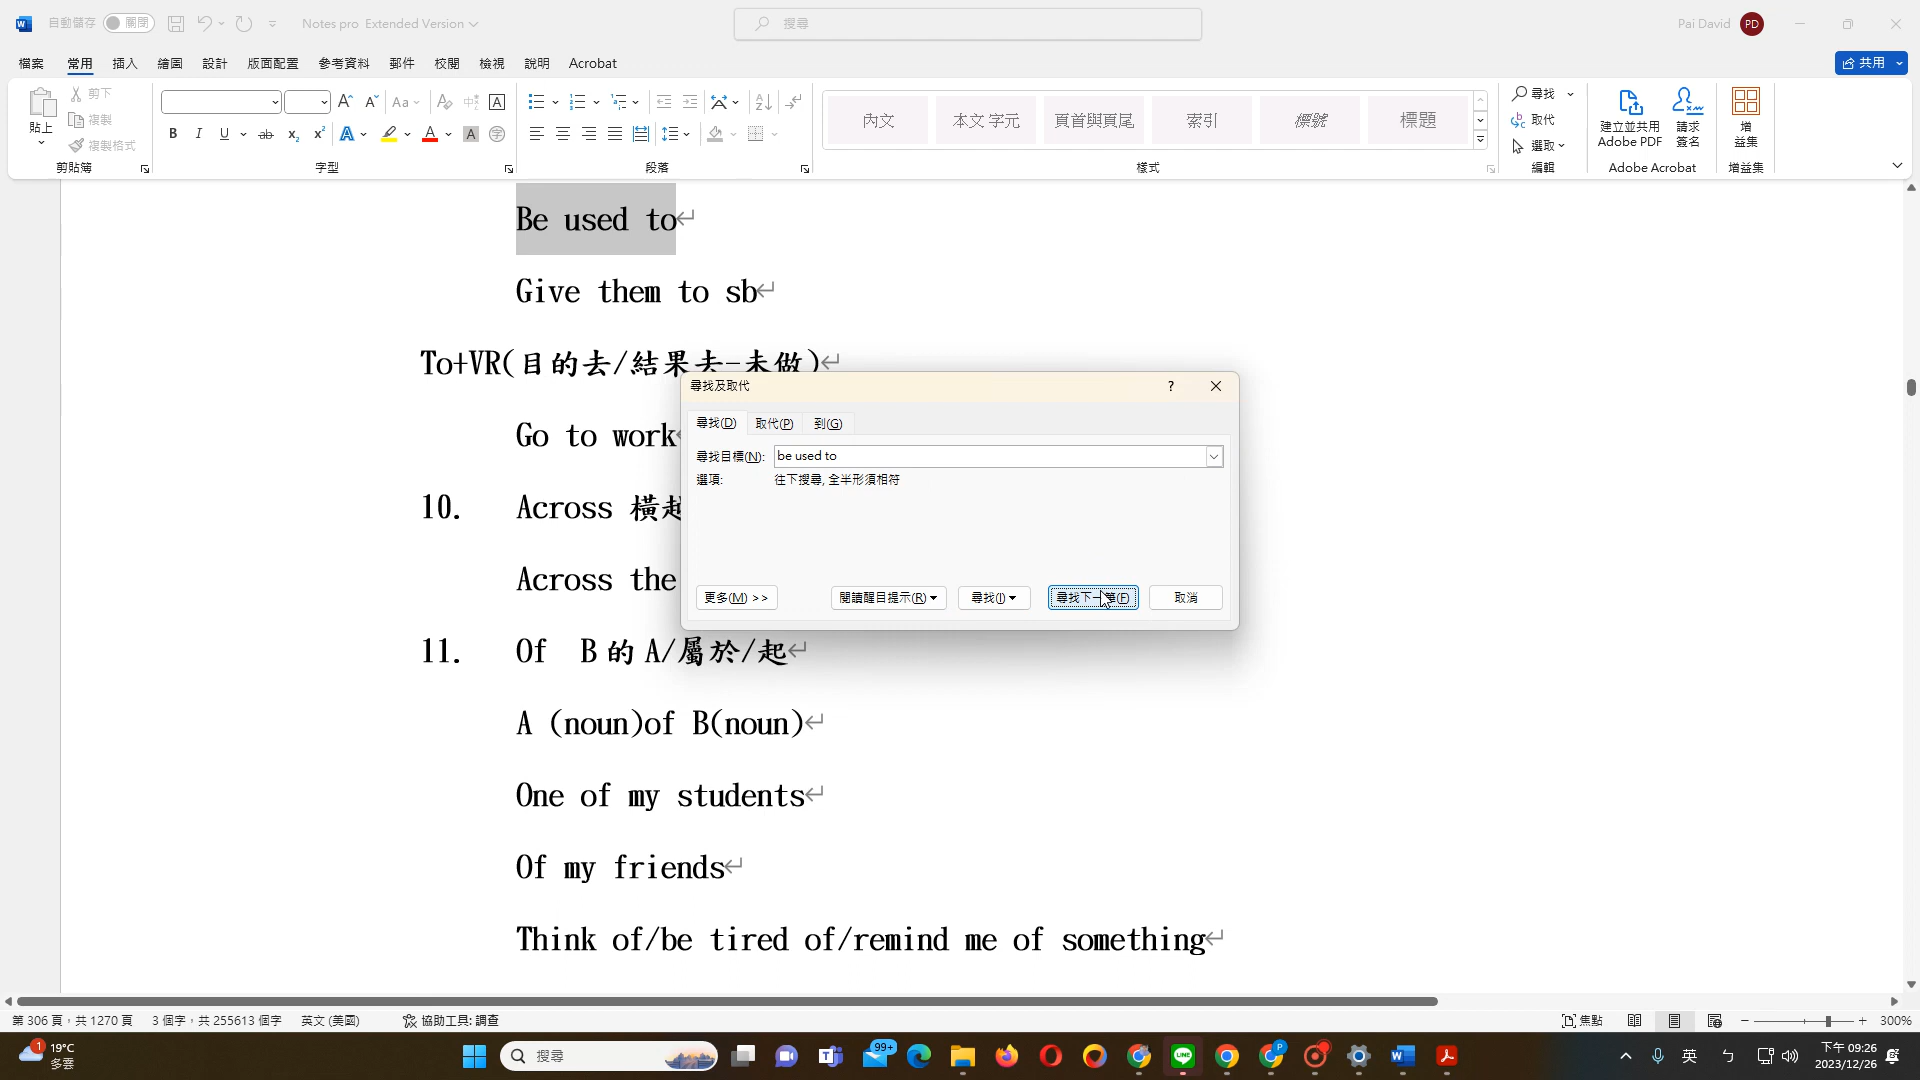 自動儲存 關閉 Notes pro Extended Version 搜尋 Pai David PD
檔案 常用 插入 繪圖 設計 版面配置 參考資料 郵件 校閱 檢視 說明 Acrobat 共用
貼上 剪下 複製 複製格式 剪貼簿
Aa A B I U ab x₂ x² A A A 字 字型
段落
內文 本文 字元 頁首與頁尾 索引 標號 標題 樣式
尋找 取代 選取 編輯
建立並共用 Adobe PDF 請求 簽名 Adobe Acrobat
增 益集 增益集
Be used to
Give them to sb
To+VR(目的去/結果去-未做)
Go to work
10. Across 橫越
Across the
11. Of B的A/屬於/起
A (noun)of B(noun)
One of my students
Of my friends
Think of/be tired of/remind me of something
尋找及取代 ?
尋找(D) 取代(P) 到(G)
尋找目標(N): be used to
選項: 往下搜尋, 全半形須相符
更多(M) >> 閱讀醒目提示(R) 尋找(I) 尋找下一筆(F) 取消
第 306 頁,共 1270 頁 3 個字,共 255613 個字 英文 (美國) 協助工具: 調查 焦點 300%
1 19°C
多雲
搜尋 99+ 英 ㄅ
下午 09:26
2023/12/26